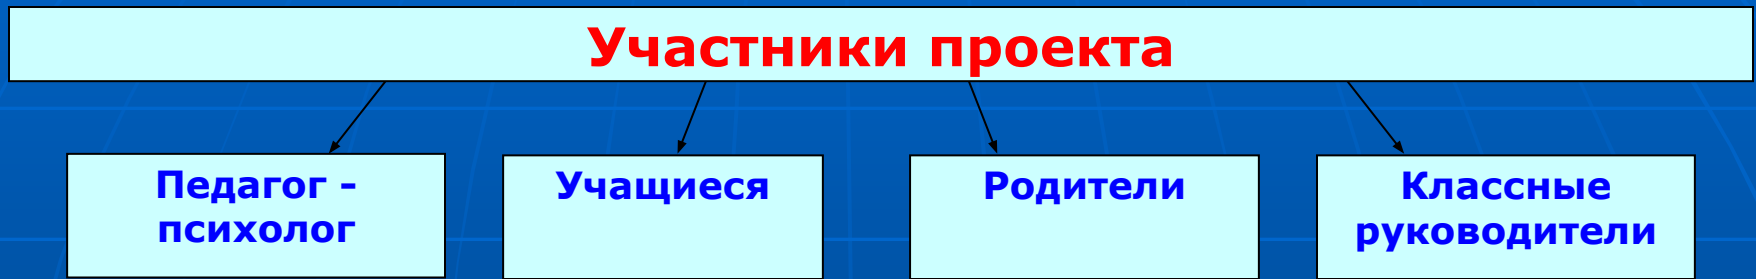 Участники проекта
Педагог -
психолог
Учащиеся
Родители
Классные
руководители